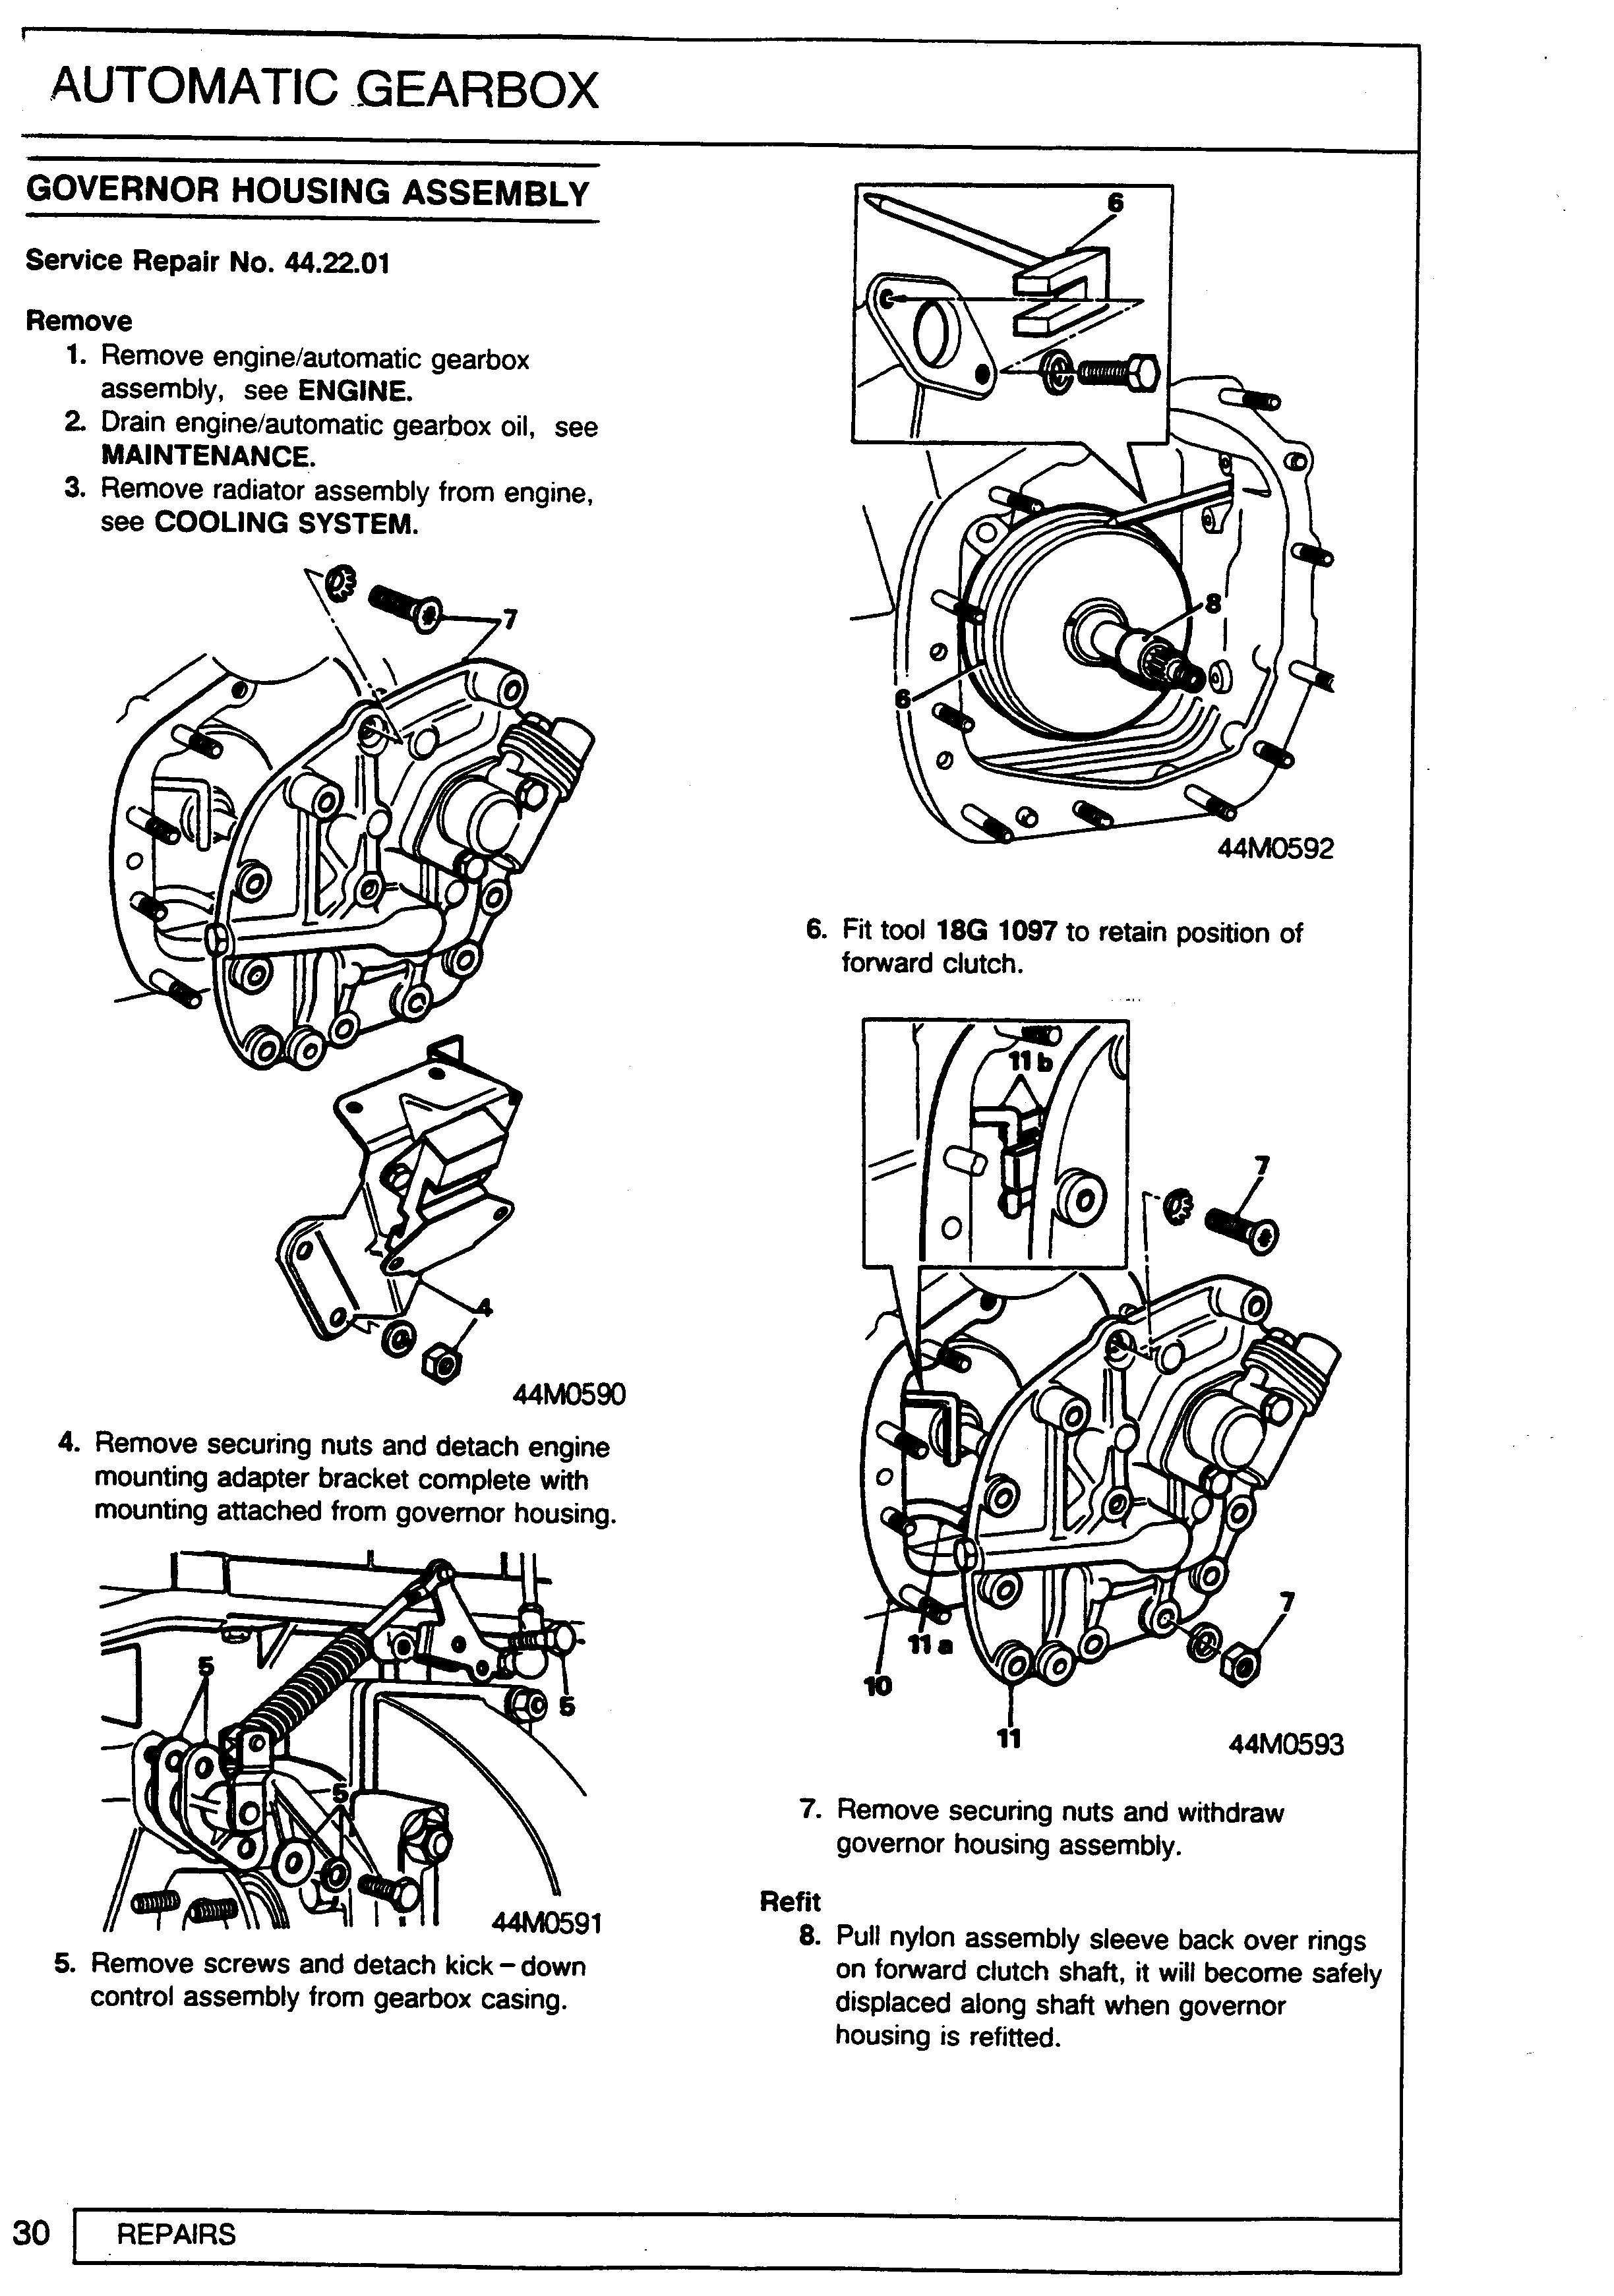 AUTOMATIC GEARBOX
GOVERNOR HOUSING ASSEMBLY
Service Repair No. 44.22.01
Remove
1. Remove engine/automatic gearbox
assembly, see ENGINE.
2. Drain engine/automatic gearbox oil, see
MAINTENANCE.
3. Remove radiator assembly from engine,
see COOLING SYSTEM.
7
4
44M0590
4. Remove securing nuts and detach engine
mounting adapter bracket complete with
mounting attached from governor housing.
5
5
5
44M0591
5. Remove screws and detach kick – down
control assembly from gearbox casing.
6
8
6
44M0592
6. Fit tool 18G 1097 to retain position of
forward clutch.
11 b
7
7
11 a
10
11
44M0593
7. Remove securing nuts and withdraw
governor housing assembly.
Refit
8. Pull nylon assembly sleeve back over rings
on forward clutch shaft, it will become safely
displaced along shaft when governor
housing is refitted.
30
REPAIRS